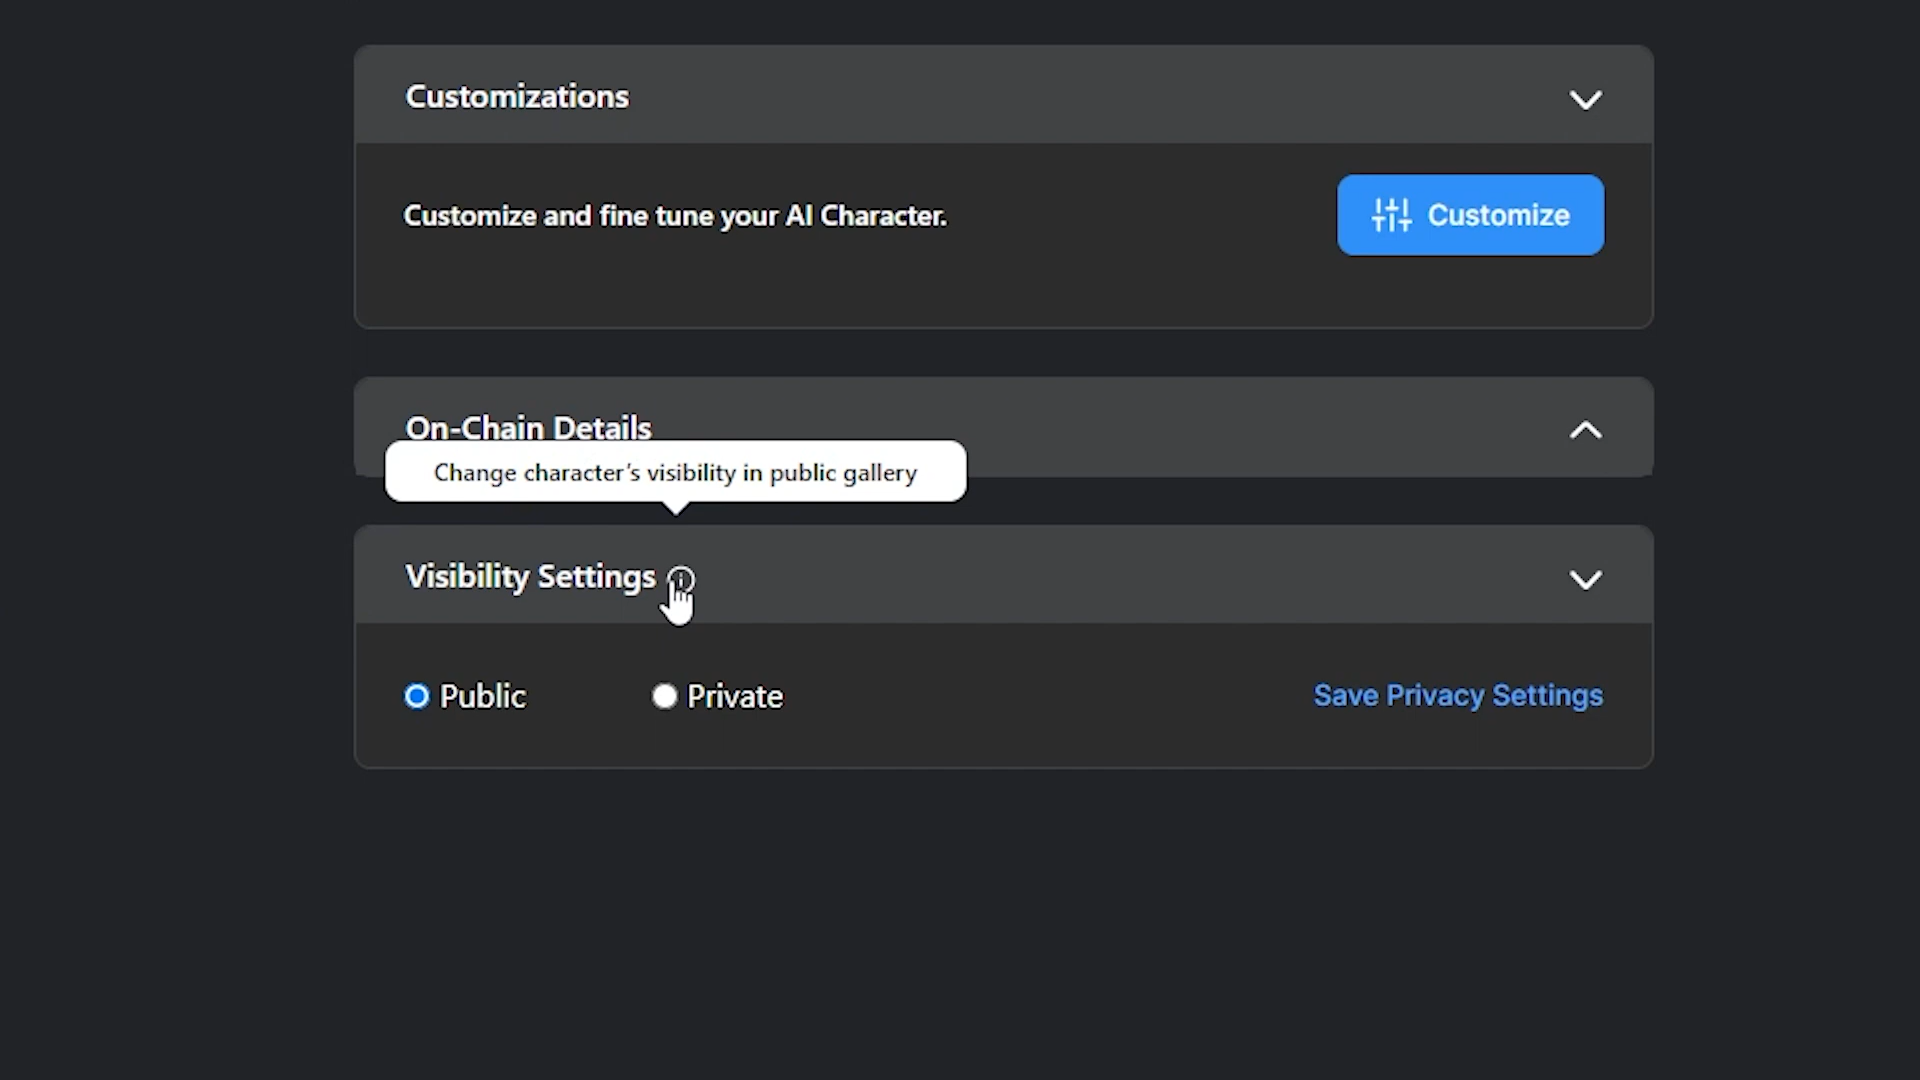 Customizations
Customize and fine tune your AI Character.
Customize
On-Chain Details
Change character's visibility in public gallery
Visibility Settings
Public
Private
Save Privacy Settings